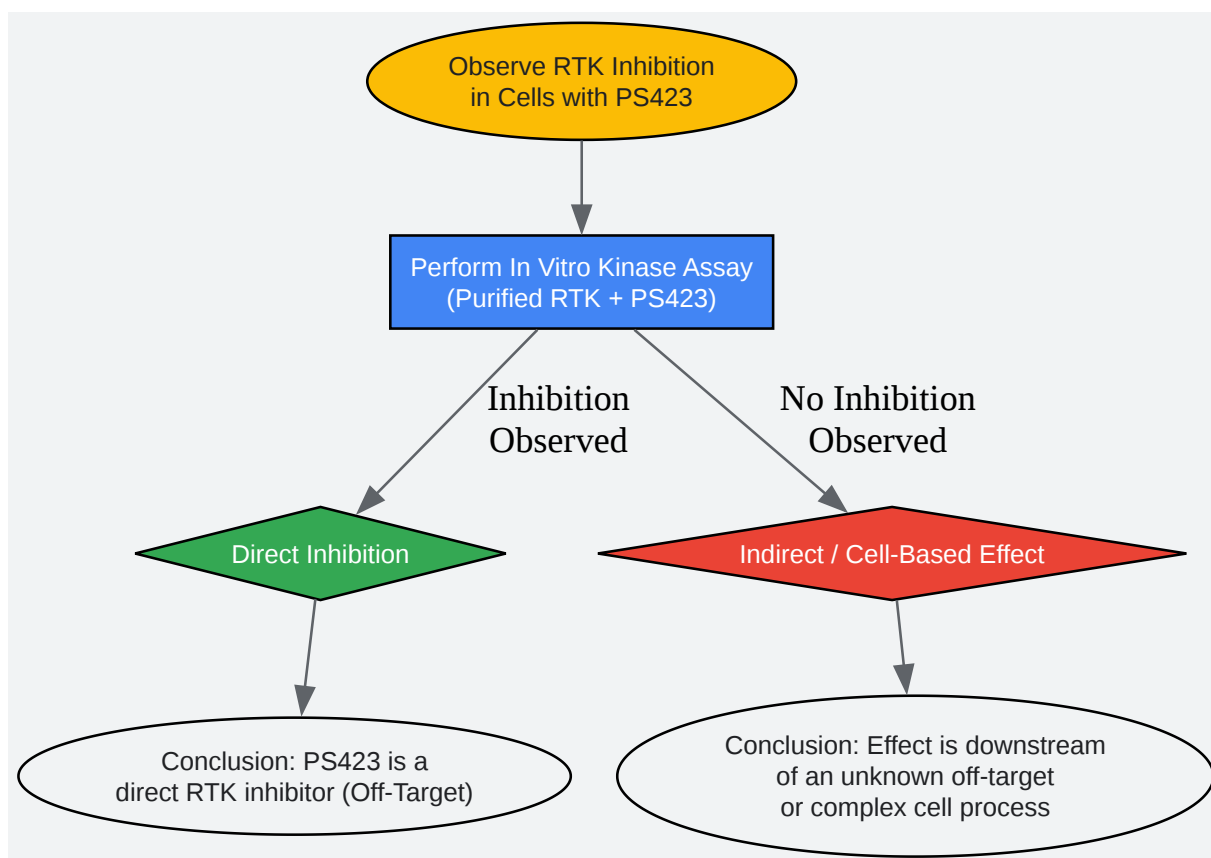 Observe RTK Inhibition
in Cells with PS423
Perform In Vitro Kinase Assay
(Purified RTK + PS423)
Inhibition
Observed
No Inhibition
Observed
Direct Inhibition
Indirect / Cell-Based Effect
Conclusion: PS423 is a
direct RTK inhibitor (Off-Target)
Conclusion: Effect is downstream
of an unknown off-target
or complex cell process